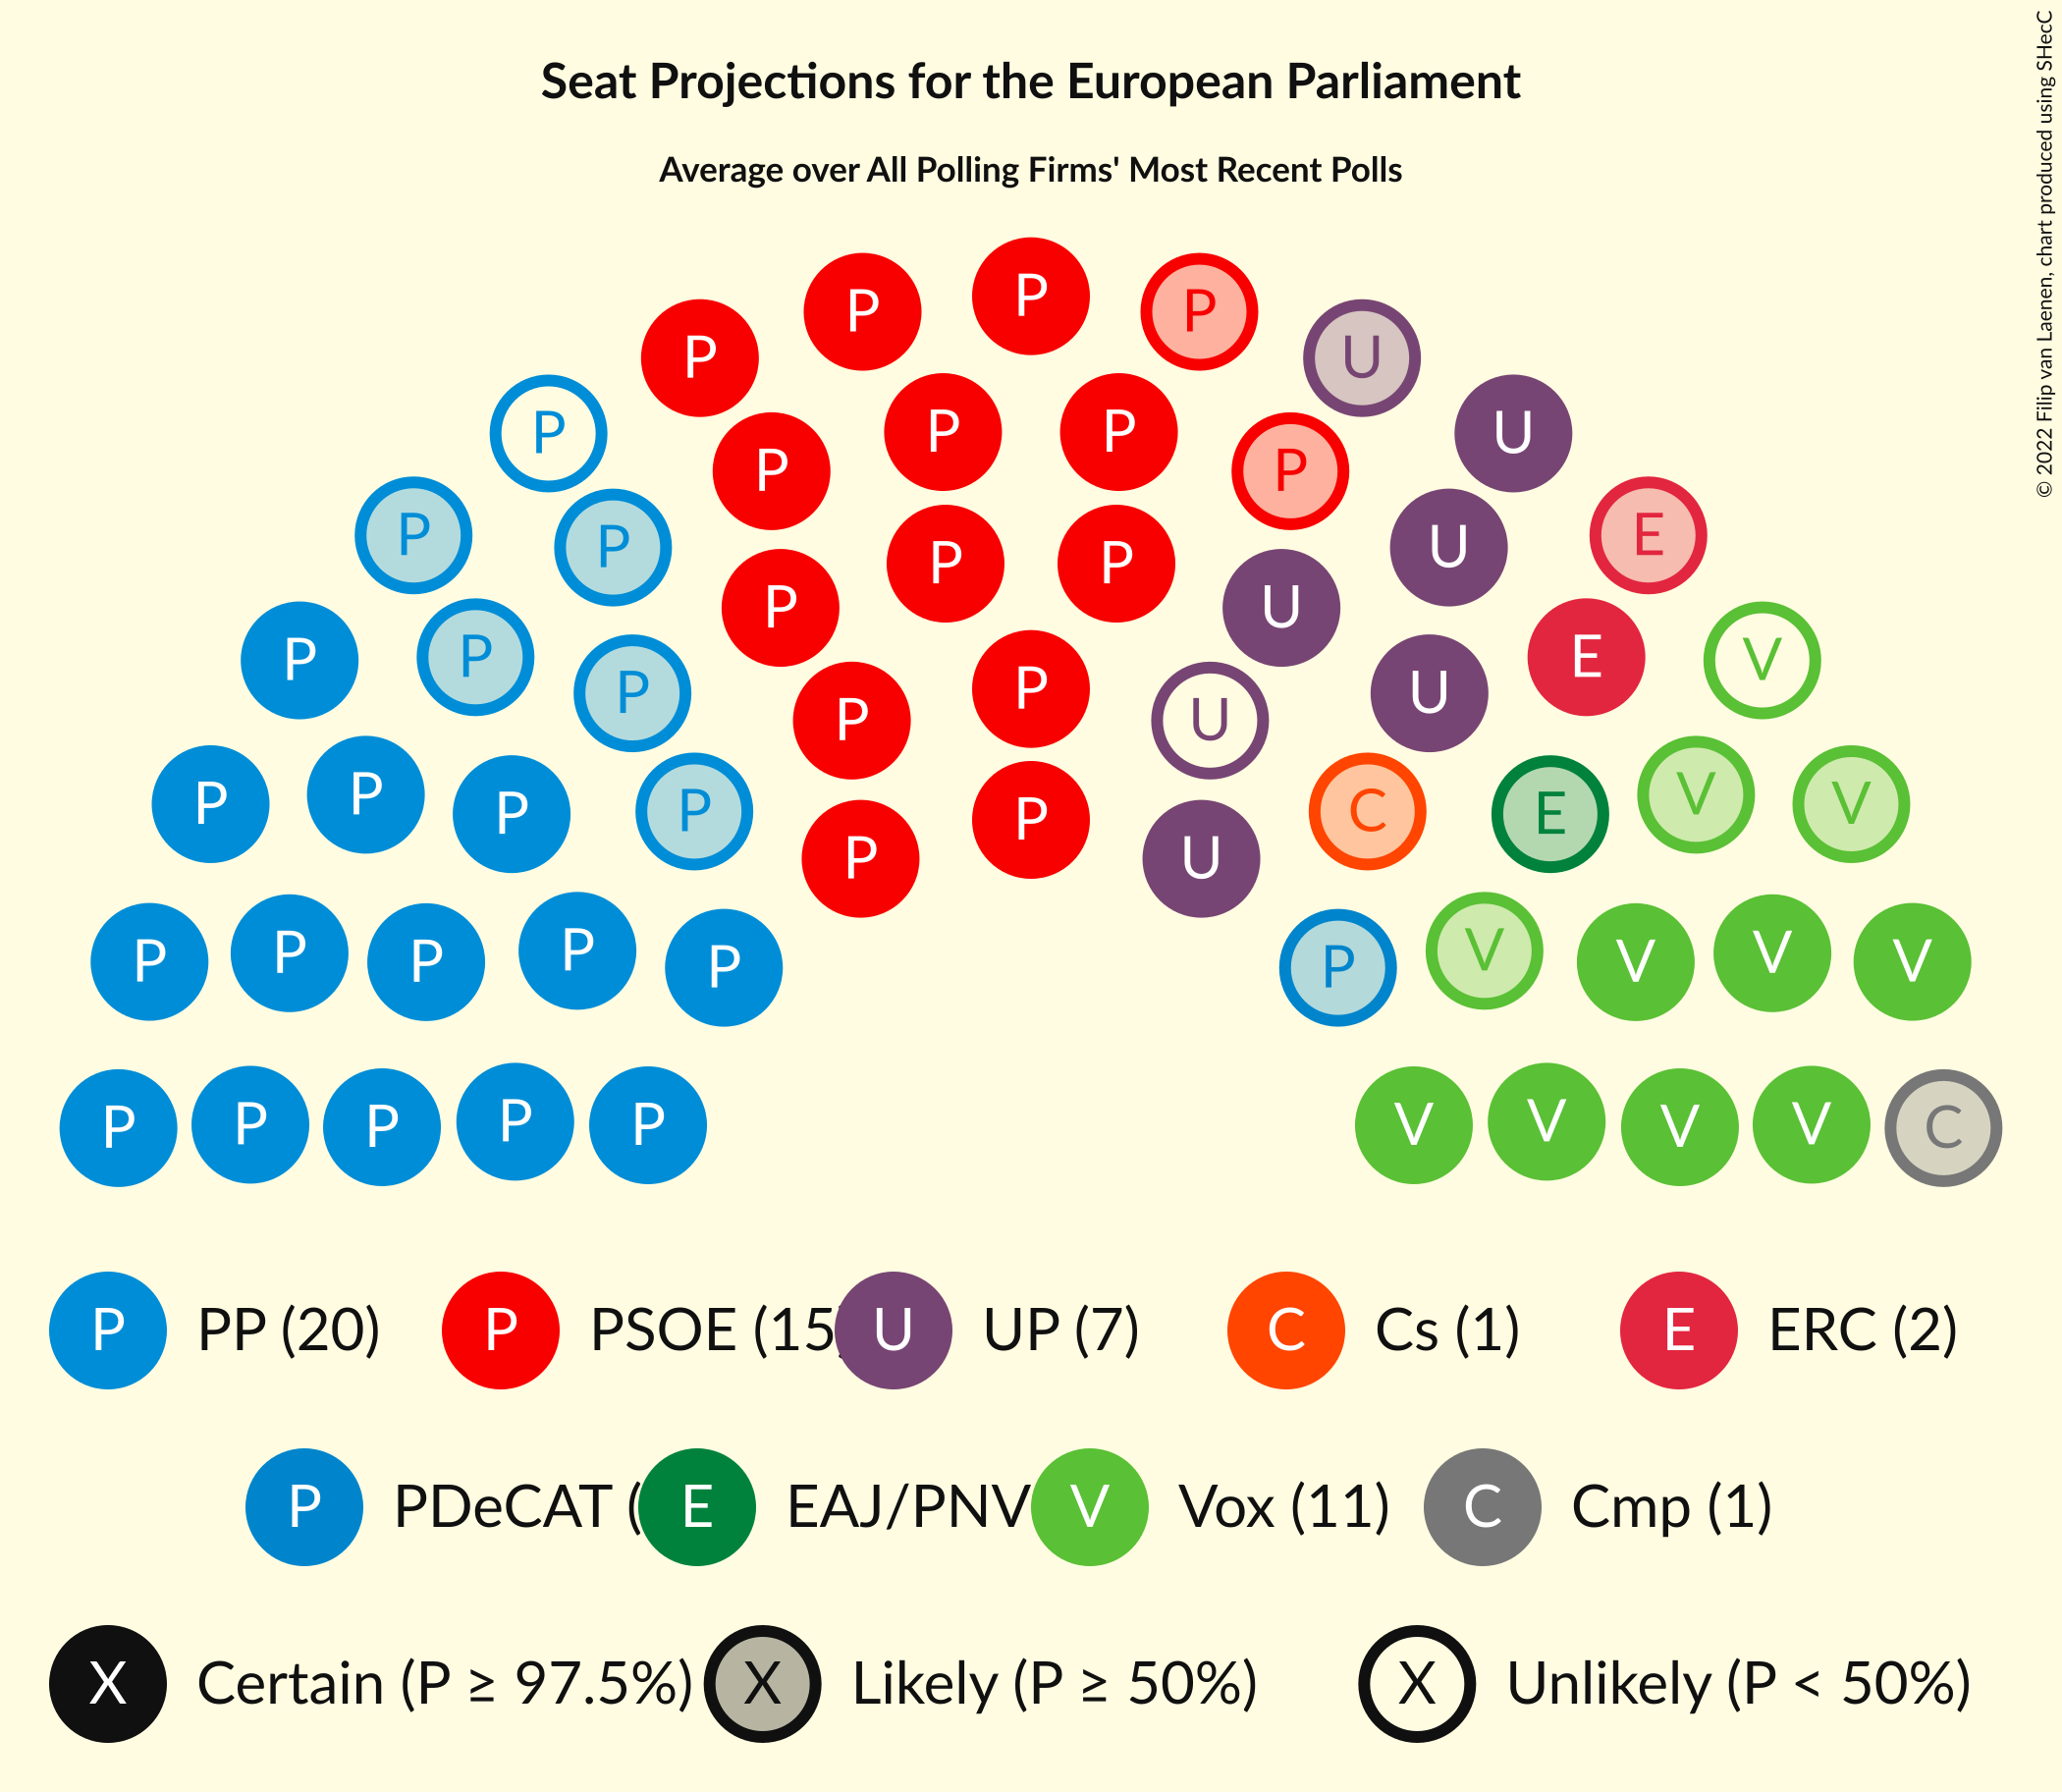 Seat Projections for the European Parliament
Average over All Polling Firms' Most Recent Polls
© 2022 Filip van Laenen, chart produced using SHecC
P
P P
P U
P U
P P
P P
P U
P E
P P
P P
P U
P U
P E
P V
P P
P U
P U
P P P P P C E V V
P P U
P P P P P P V V V V
P P P P P V V V V C
P PP (20) P PSOE (15 U UP (7) C Cs (1) E ERC (2)
P PDeCAT ( E EAJ/PNV V Vox (11) C Cmp (1)
X Certain (P ≥ 97.5%) X Likely (P ≥ 50%) X Unlikely (P < 50%)